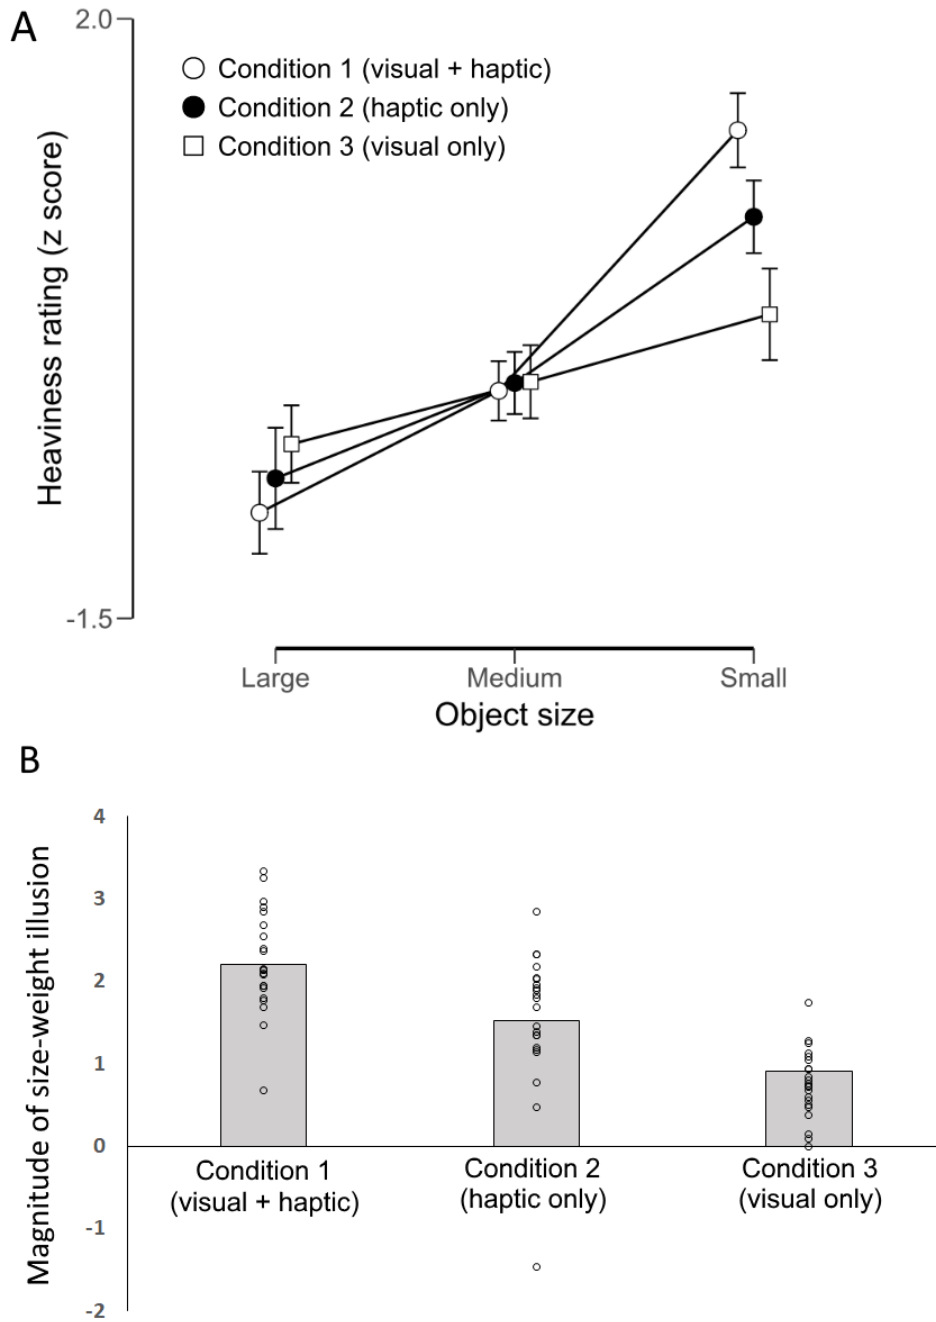 A
2.0
Condition 1 (visual + haptic)
Condition 2 (haptic only)
Condition 3 (visual only)
Heaviness rating (z score)
-1.5
Large Medium Small
Object size
B
4
3
2
1
0
-1
-2
Magnitude of size-weight illusion
Condition 1 Condition 2 Condition 3
(visual + haptic) (haptic only) (visual only)